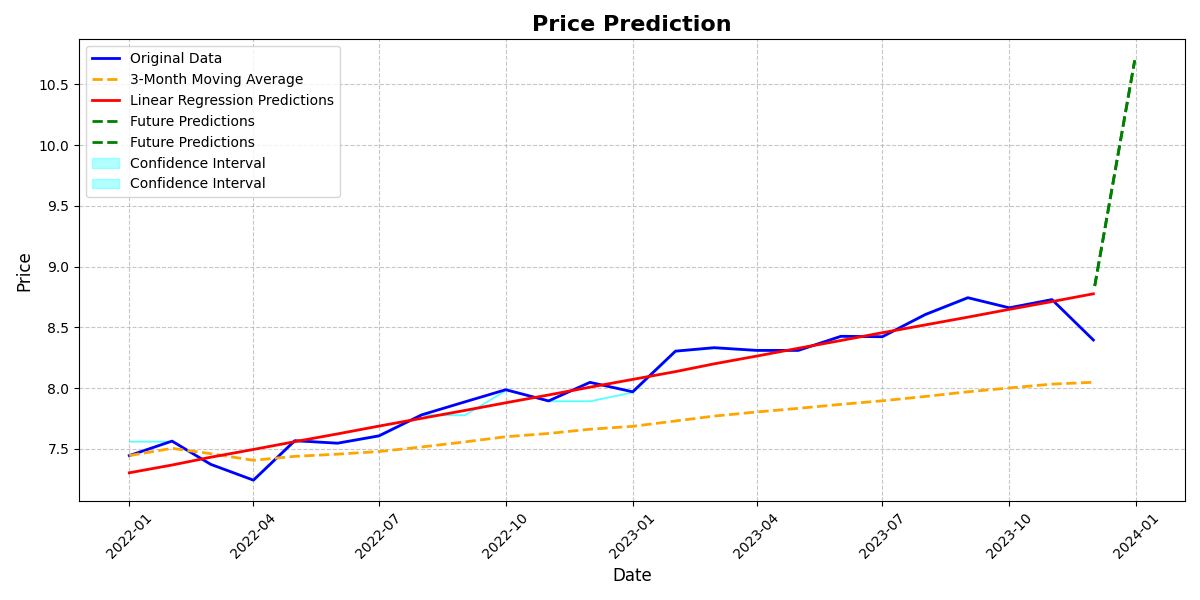 Price Prediction
Original Data
3-Month Moving Average
Linear Regression Predictions
Future Predictions
Future Predictions
Confidence Interval
Confidence Interval
Price
10.5
10.0
9.5
9.0
8.5
8.0
7.5
2022-01
2022-04
2022-07
2022-10
2023-01
2023-04
2023-07
2023-10
2024-01
Date